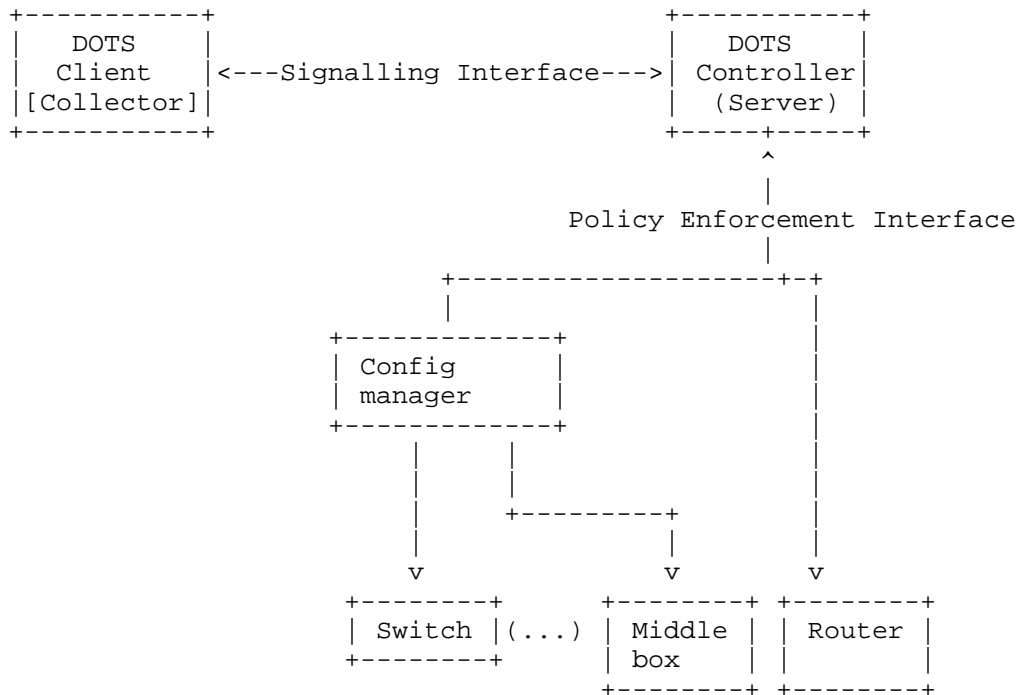 DOTS DOTS
Client <---Signalling Interface---> Controller
[Collector] (Server)
Policy Enforcement Interface
Config
manager
Switch (...) Middle Router
box